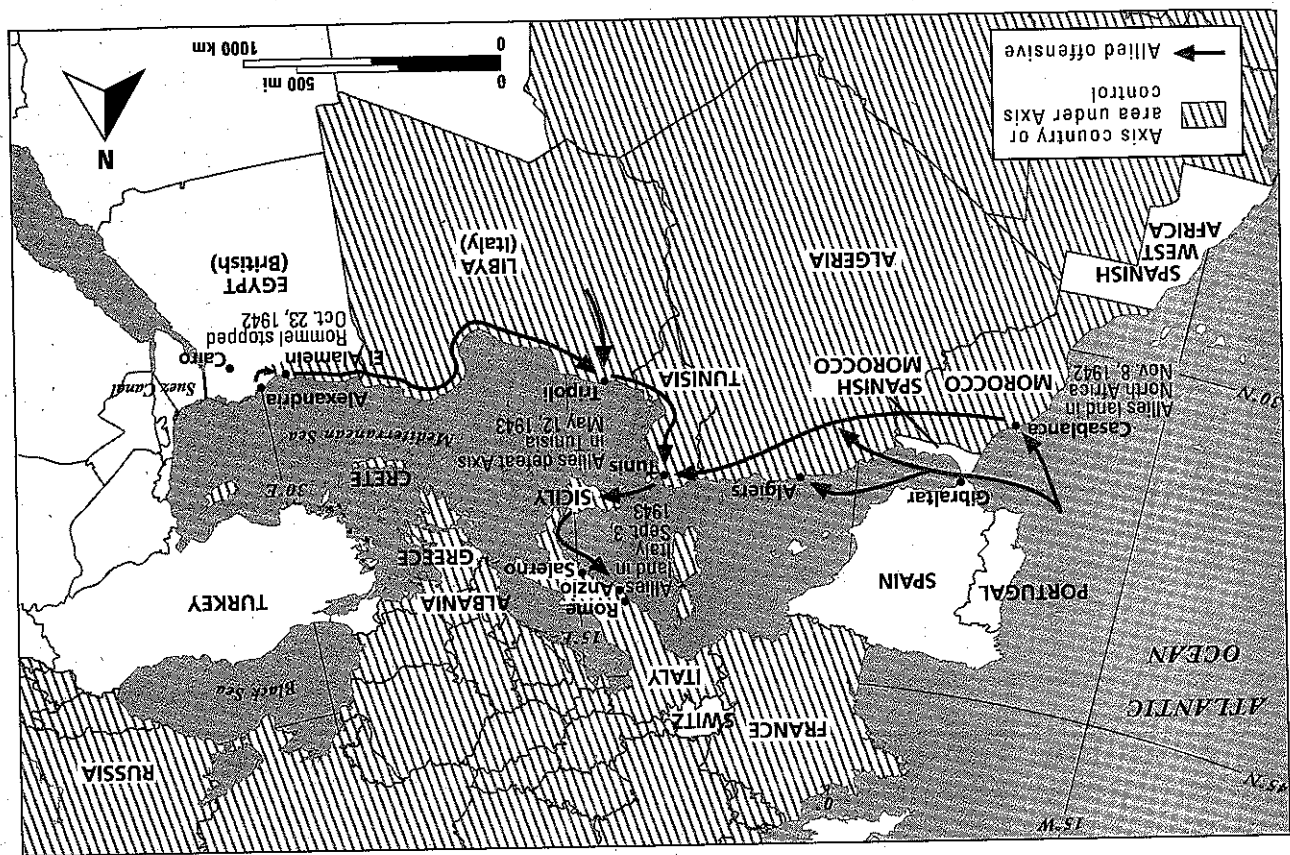 15°W
45°N
0°
ATLANTIC
OCEAN
FRANCE
SWITZ
ITALY
RUSSIA
Black Sea
PORTUGAL
SPAIN
15°E
Rome
Anzio
Salerno
Allies
land in
Italy
Sept. 3,
1943
ALBANIA
GREECE
TURKEY
Gibraltar
Algiers
Tunis
SICILY
CRETE
30°E
Mediterranean Sea
Allies defeat Axis
in Tunisia
May, 12, 1943
Casablanca
Allies land in
North Africa
Nov. 8, 1942
30°N
MOROCCO
SPANISH
MOROCCO
TUNISIA
Tripoli
Alexandria
El Alamein
Rommel stopped
Oct. 23, 1942
Cairo
Suez Canal
SPANISH
WEST
AFRICA
ALGERIA
LIBYA
(Italy)
EGYPT
(British)
Axis country or
area under Axis
control
Allied offensive
N
0 500 mi
0 1000 km